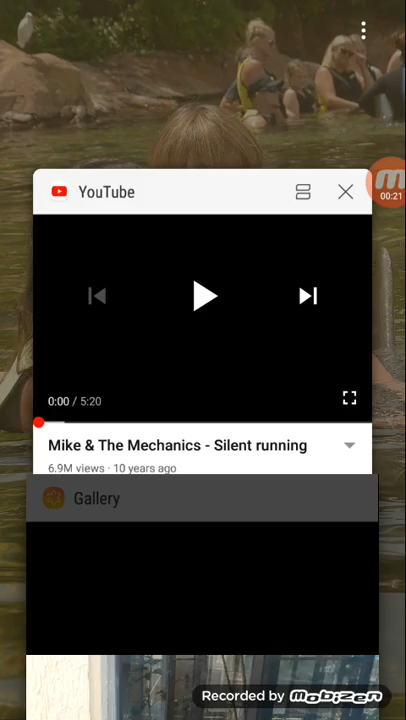 YouTube
00:21
0:00 / 5:20
Mike & The Mechanics - Silent running
6.9M views · 10 years ago
Gallery
Recorded by mobizen